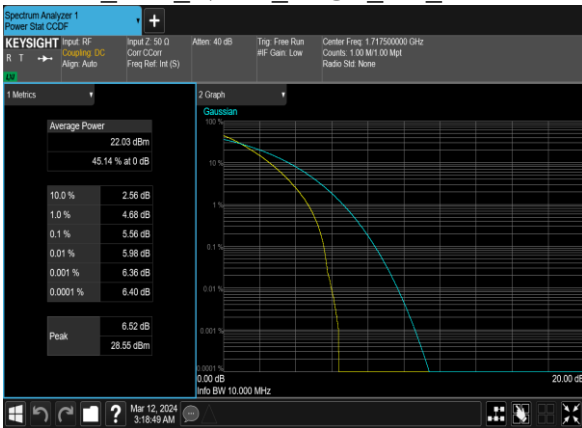 Spectrum Analyzer 1
Power Stat CCDF
KEYSIGHT
R T
LW
Input: RF
Coupling: DC
Align: Auto
Input Z: 50 Ω
Corr CCorr
Freq Ref: Int (S)
Atten: 40 dB
Trig: Free Run
#IF Gain: Low
Center Freq: 1.717500000 GHz
Counts: 1.00 M/1.00 Mpt
Radio Std: None
1 Metrics
Average Power
22.03 dBm
45.14 % at 0 dB
10.0 % 2.56 dB
1.0 % 4.68 dB
0.1 % 5.56 dB
0.01 % 5.98 dB
0.001 % 6.36 dB
0.0001 % 6.40 dB
Peak
6.52 dB
28.55 dBm
2 Graph
Gaussian
100 %
10 %
1 %
0.1 %
0.01 %
0.001 %
0.0001 %
0.00 dB
20.00 dB
Info BW 10.000 MHz
?
Mar 12, 2024
3:18:49 AM